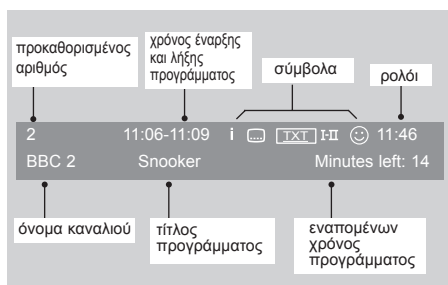 προκαθορισμένος
αριθμός
χρόνος έναρξης
και λήξης
προγράμματος
σύμβολα
ρολόι
2 11:06-11:09 i TXT I-II 11:46
BBC 2 Snooker Minutes left: 14
όνομα καναλιού
τίτλος
προγράμματος
εναπομένων
χρόνος
προγράμματος